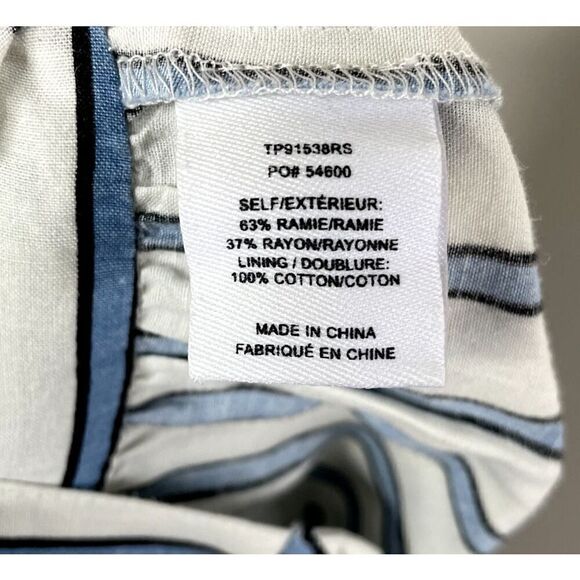 TP91538RS
PO# 54600
SELF/EXTÉRIEUR:
63% RAMIE/RAMIE
37% RAYON/RAYONNE
LINING / DOUBLURE:
100% COTTON/COTON
MADE IN CHINA
FABRIQUÉ EN CHINE